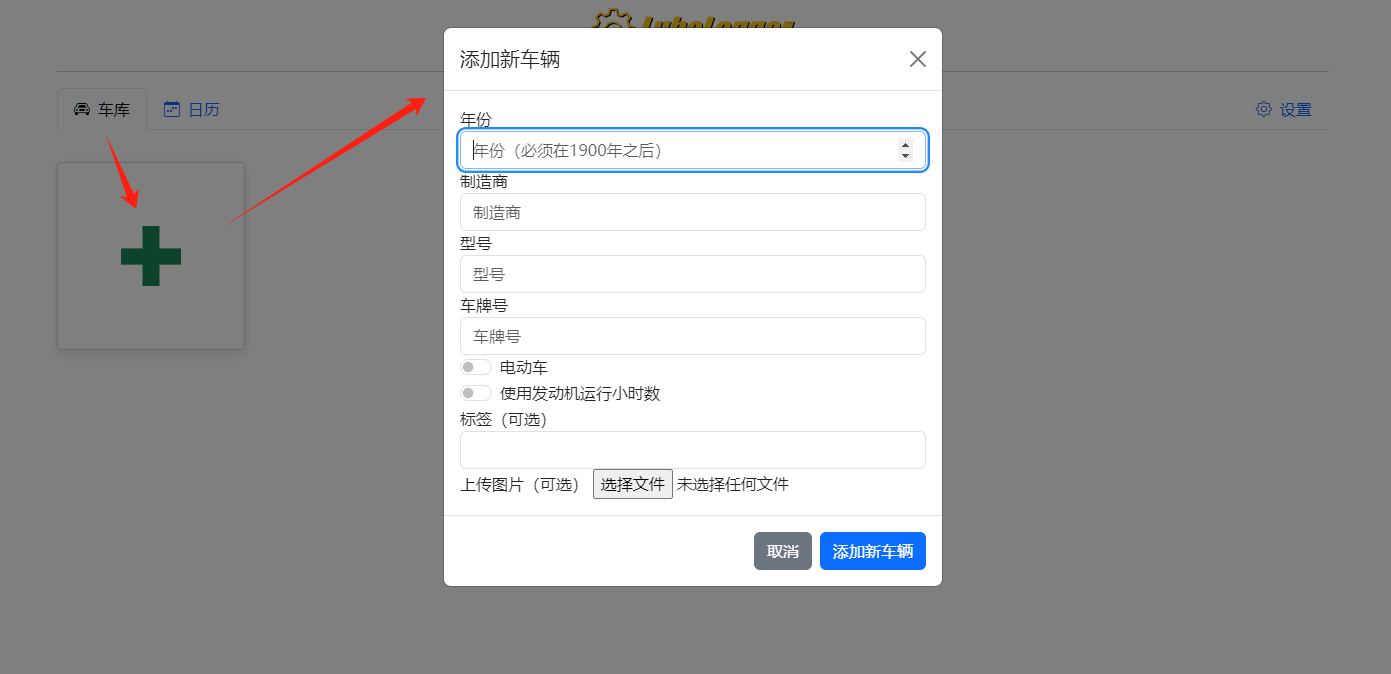 LubeLogger
添加新车辆
车库
日历
设置
年份
年份（必须在1900年之后）
制造商
制造商
型号
型号
车牌号
车牌号
电动车
使用发动机运行小时数
标签（可选）
上传图片（可选） 选择文件 未选择任何文件
取消
添加新车辆